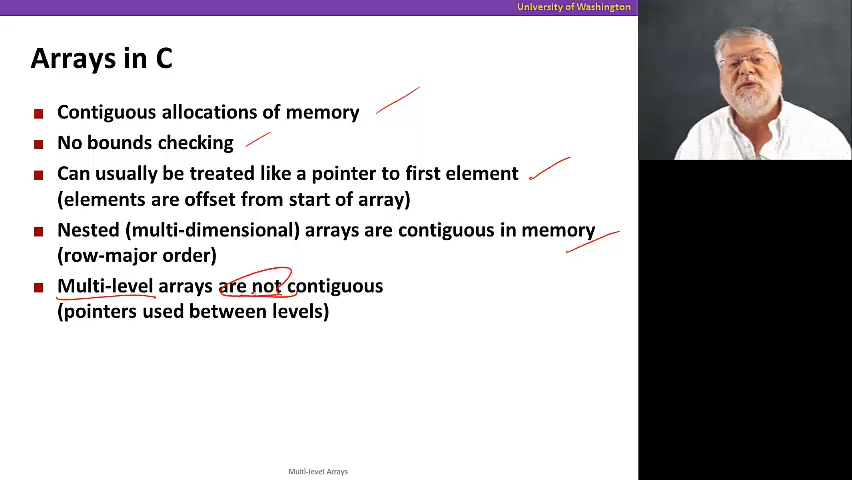 University of Washington
Arrays in C
Contiguous allocations of memory
No bounds checking
Can usually be treated like a pointer to first element
(elements are offset from start of array)
Nested (multi-dimensional) arrays are contiguous in memory
(row-major order)
Multi-level arrays are not contiguous
(pointers used between levels)
Multi-level Arrays